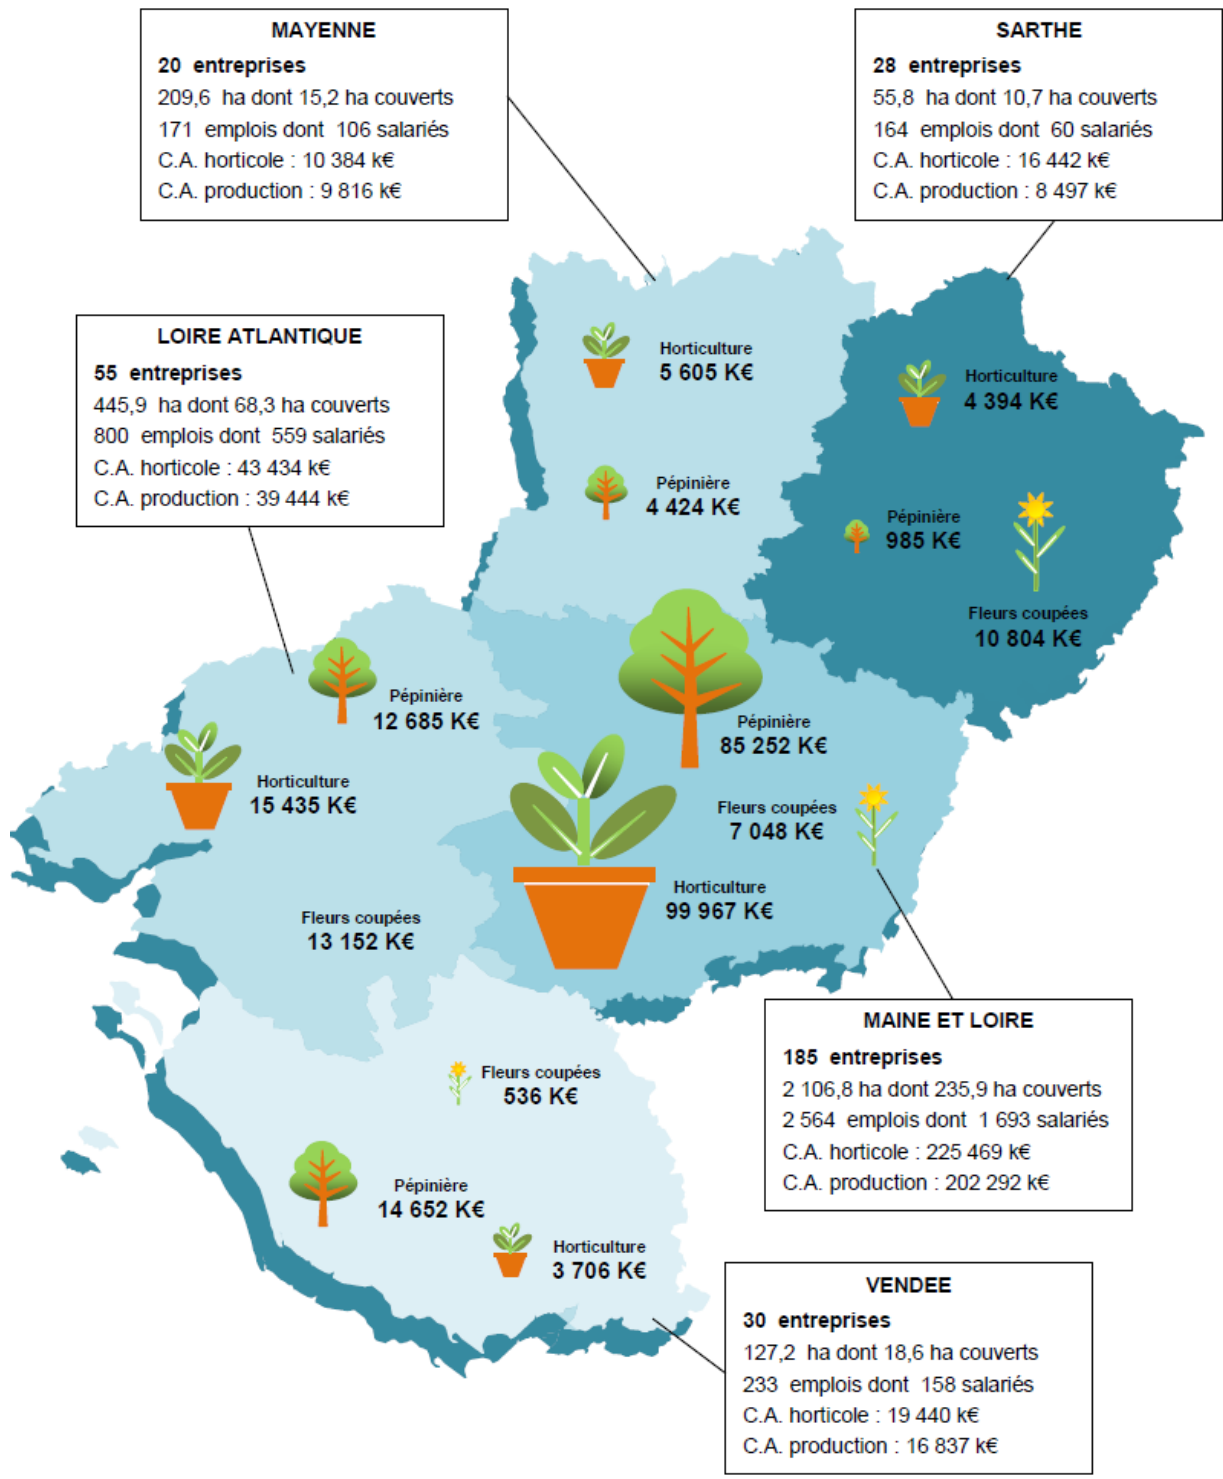 MAYENNE
20 entreprises
209,6 ha dont 15,2 ha couverts
171 emplois dont 106 salariés
C.A. horticole : 10 384 k€
C.A. production : 9 816 k€
SARTHE
28 entreprises
55,8 ha dont 10,7 ha couverts
164 emplois dont 60 salariés
C.A. horticole : 16 442 k€
C.A. production : 8 497 k€
LOIRE ATLANTIQUE
55 entreprises
445,9 ha dont 68,3 ha couverts
800 emplois dont 559 salariés
C.A. horticole : 43 434 k€
C.A. production : 39 444 k€
Horticulture
5 605 K€
Pépinière
4 424 K€
Horticulture
4 394 K€
Pépinière
985 K€
Fleurs coupées
10 804 K€
Pépinière
12 685 K€
Horticulture
15 435 K€
Fleurs coupées
13 152 K€
Pépinière
85 252 K€
Fleurs coupées
7 048 K€
Horticulture
99 967 K€
Fleurs coupées
536 K€
Pépinière
14 652 K€
Horticulture
3 706 K€
MAINE ET LOIRE
185 entreprises
2 106,8 ha dont 235,9 ha couverts
2 564 emplois dont 1 693 salariés
C.A. horticole : 225 469 k€
C.A. production : 202 292 k€
VENDEE
30 entreprises
127,2 ha dont 18,6 ha couverts
233 emplois dont 158 salariés
C.A. horticole : 19 440 k€
C.A. production : 16 837 k€